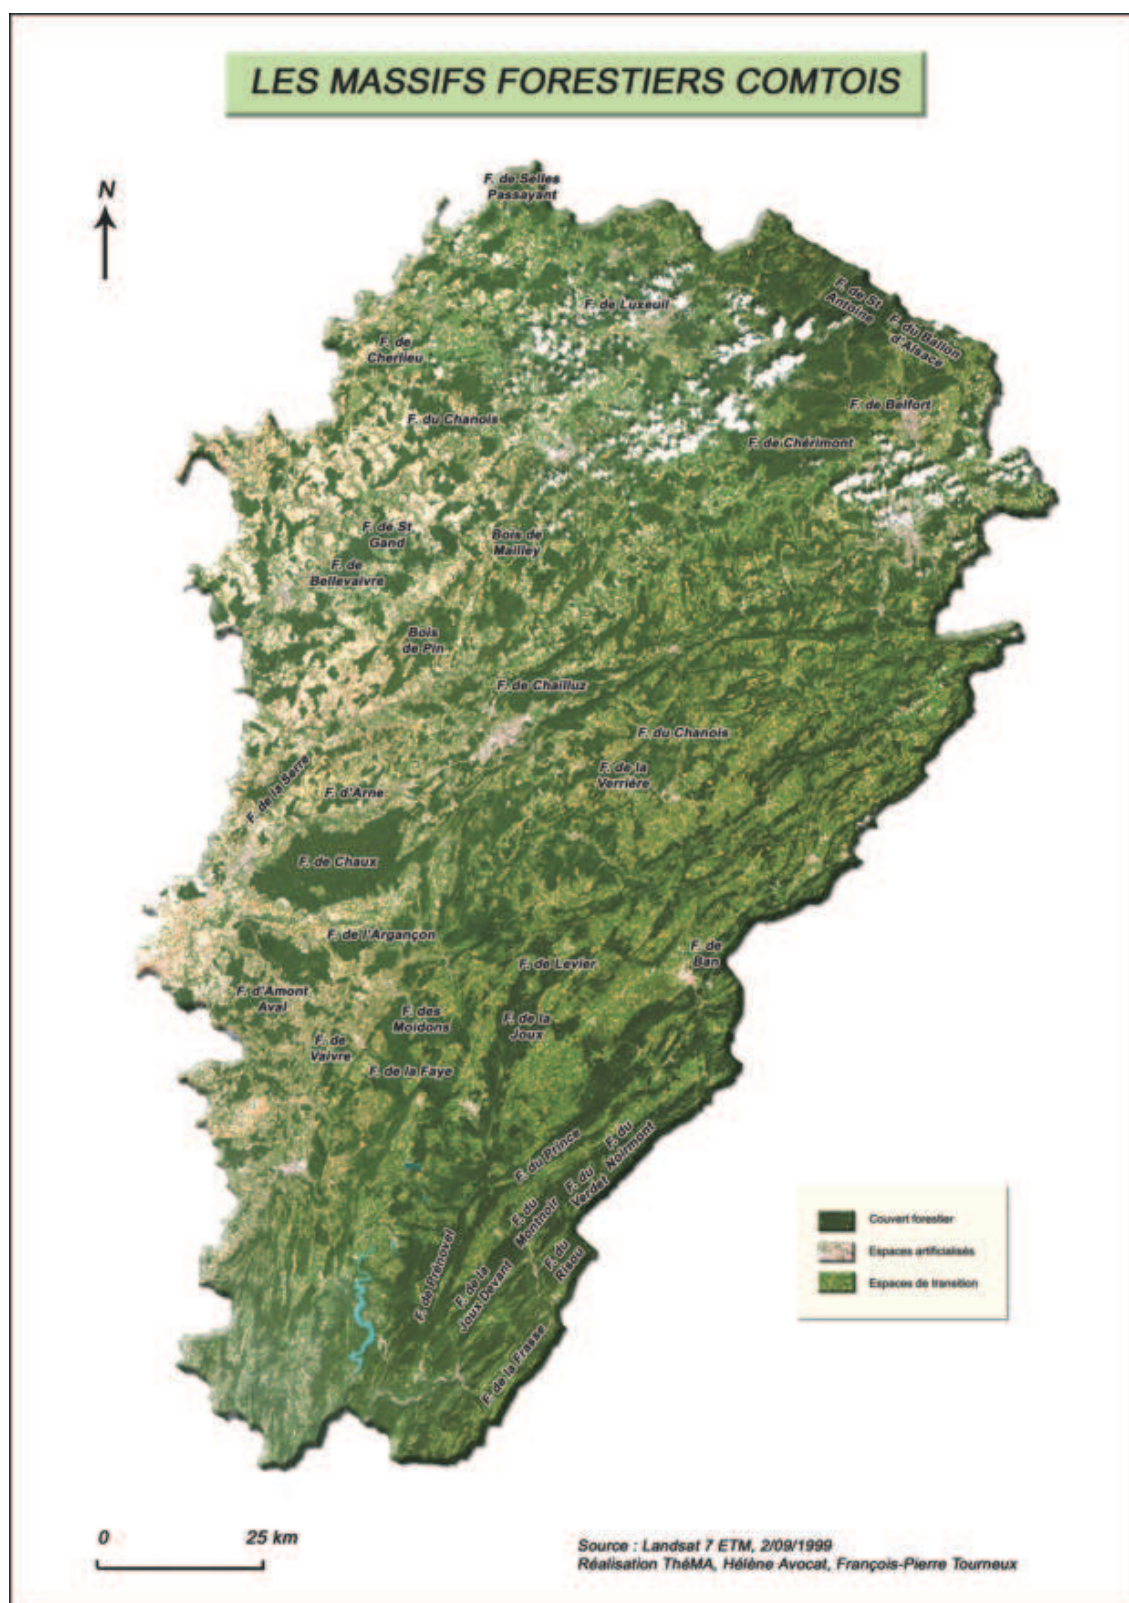 LES MASSIFS FORESTIERS COMTOIS
N
F. de Selles
Passavant
F. de Luxeuil
F. de St
Antoine
F. du Ballon
d'Alsace
F. de
Cherlieu
F. du Chanois
F. de Belfort
F. de Chérimont
F. de St
Gand
Bois de
Mailley
F. de
Bellevaivre
Bois
de Pin
F. de Chailluz
F. du Chanois
F. de la
Verrière
F. de la Serre
F. d'Arne
F. de Chaux
F. de l'Argançon
F. de Levier
F. de
Ban
F. d'Amont
Aval
F. des
Moidons
F. de la
Joux
F. de
Vaivre
F. de la Faye
F. du Prince
F. du
Noirmont
F. du
Verdet
F. du
Montnoir
F. du
Risou
F. de Prénovel
F. de la
Joux Devant
F. de la Frasse
Couvert forestier
Espaces artificialisés
Espaces de transition
0 25 km
Source : Landsat 7 ETM, 2/09/1999
Réalisation ThéMA, Hélène Avocat, François-Pierre Tourneux